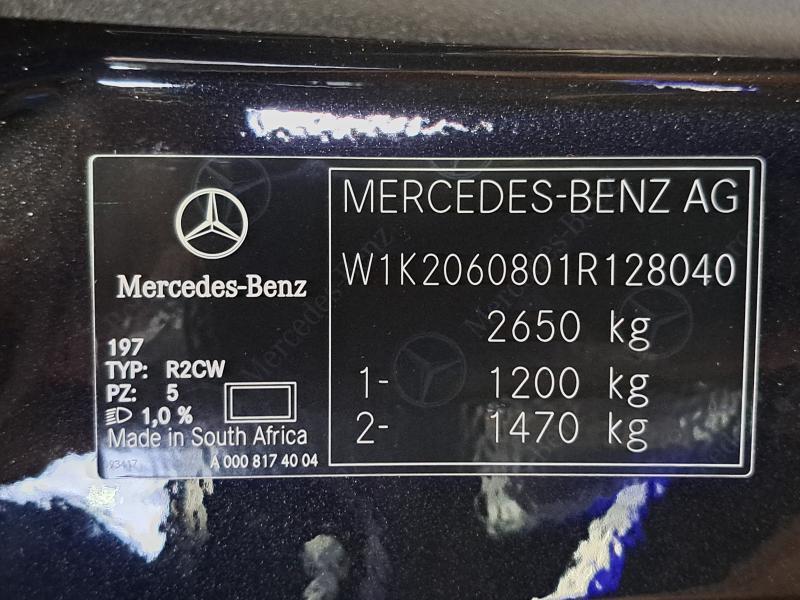 Mercedes-Benz
197
TYP: R2CW
PZ: 5
1,0 %
Made in South Africa
A 000 817 40 04
MERCEDES-BENZ AG
W1K2060801R128040
2650 kg
1- 1200 kg
2- 1470 kg